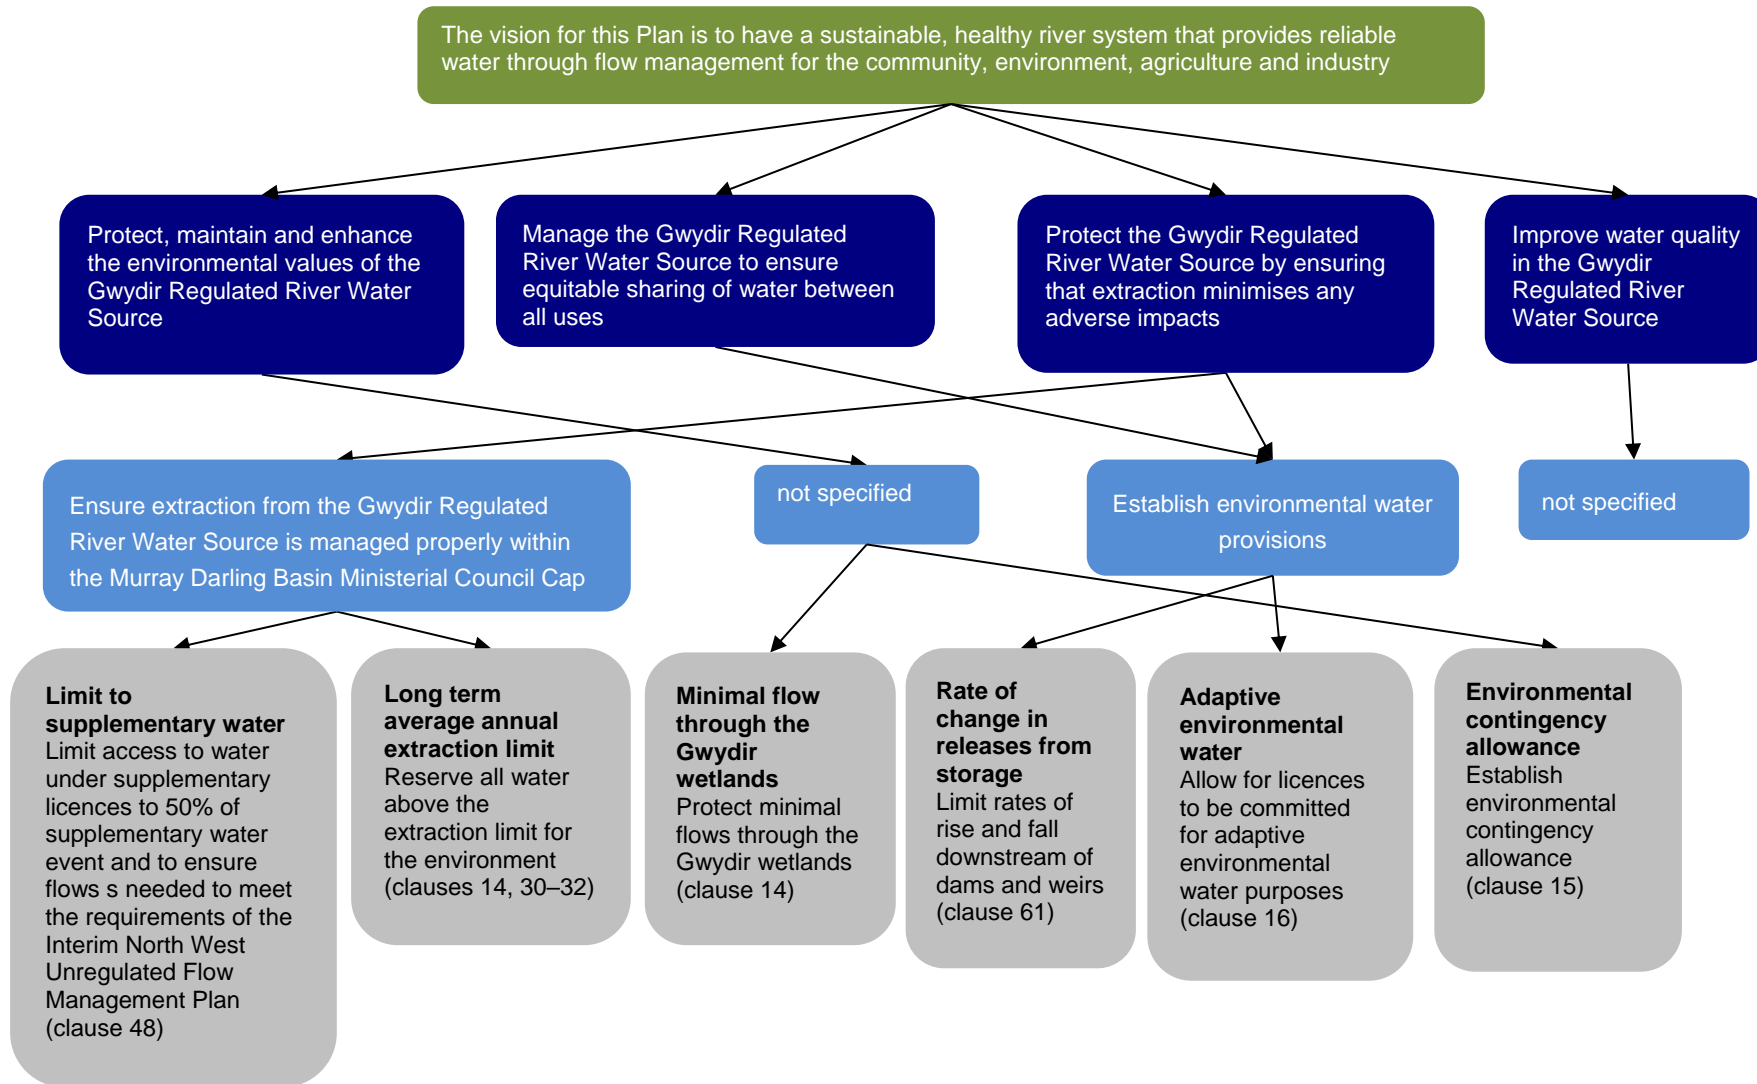 The vision for this Plan is to have a sustainable, healthy river system that provides reliable
water through flow management for the community, environment, agriculture and industry
Protect, maintain and enhance
the environmental values of the
Gwydir Regulated River Water
Source
Manage the Gwydir Regulated
River Water Source to ensure
equitable sharing of water between
all uses
Protect the Gwydir Regulated
River Water Source by ensuring
that extraction minimises any
adverse impacts
Improve water quality
in the Gwydir
Regulated River
Water Source
Ensure extraction from the Gwydir Regulated
River Water Source is managed properly within
the Murray Darling Basin Ministerial Council Cap
not specified
Establish environmental water
provisions
not specified
Limit to
supplementary water
Limit access to water
under supplementary
licences to 50% of
supplementary water
event and to ensure
flows s needed to meet
the requirements of the
Interim North West
Unregulated Flow
Management Plan
(clause 48)
Long term
average annual
extraction limit
Reserve all water
above the
extraction limit for
the environment
(clauses 14, 30–32)
Minimal flow
through the
Gwydir
wetlands
Protect minimal
flows through the
Gwydir wetlands
(clause 14)
Rate of
change in
releases from
storage
Limit rates of
rise and fall
downstream of
dams and weirs
(clause 61)
Adaptive
environmental
water
Allow for licences
to be committed
for adaptive
environmental
water purposes
(clause 16)
Environmental
contingency
allowance
Establish
environmental
contingency
allowance
(clause 15)